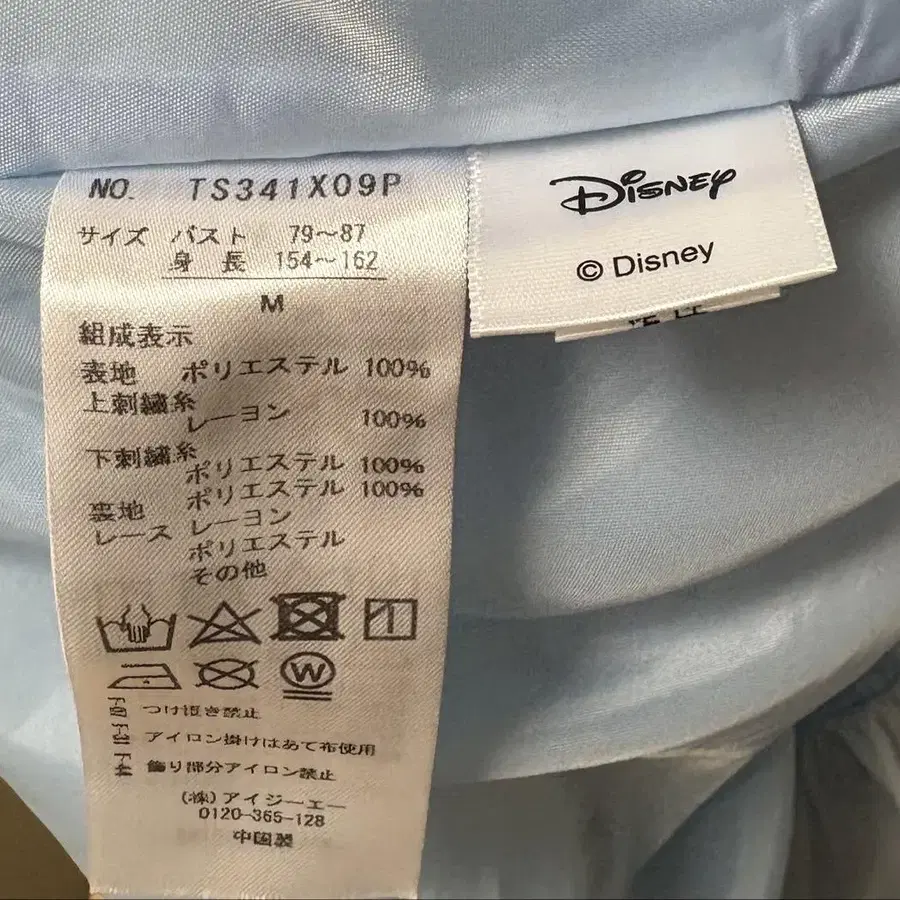 NO. TS341X09P
サイズ バスト 79〜87
身長 154〜162
M
組成表示
表地 ポリエステル 100%
上刺繍糸
レーヨン 100%
下刺繍糸
ポリエステル 100%
裏地 ポリエステル 100%
レース レーヨン
ポリエステル
その他
W
つけ置き禁止
アイロン掛けはあて布使用
飾り部分アイロン禁止
(株)アイジーエー
0120-365-128
中国製
Disney
© Disney